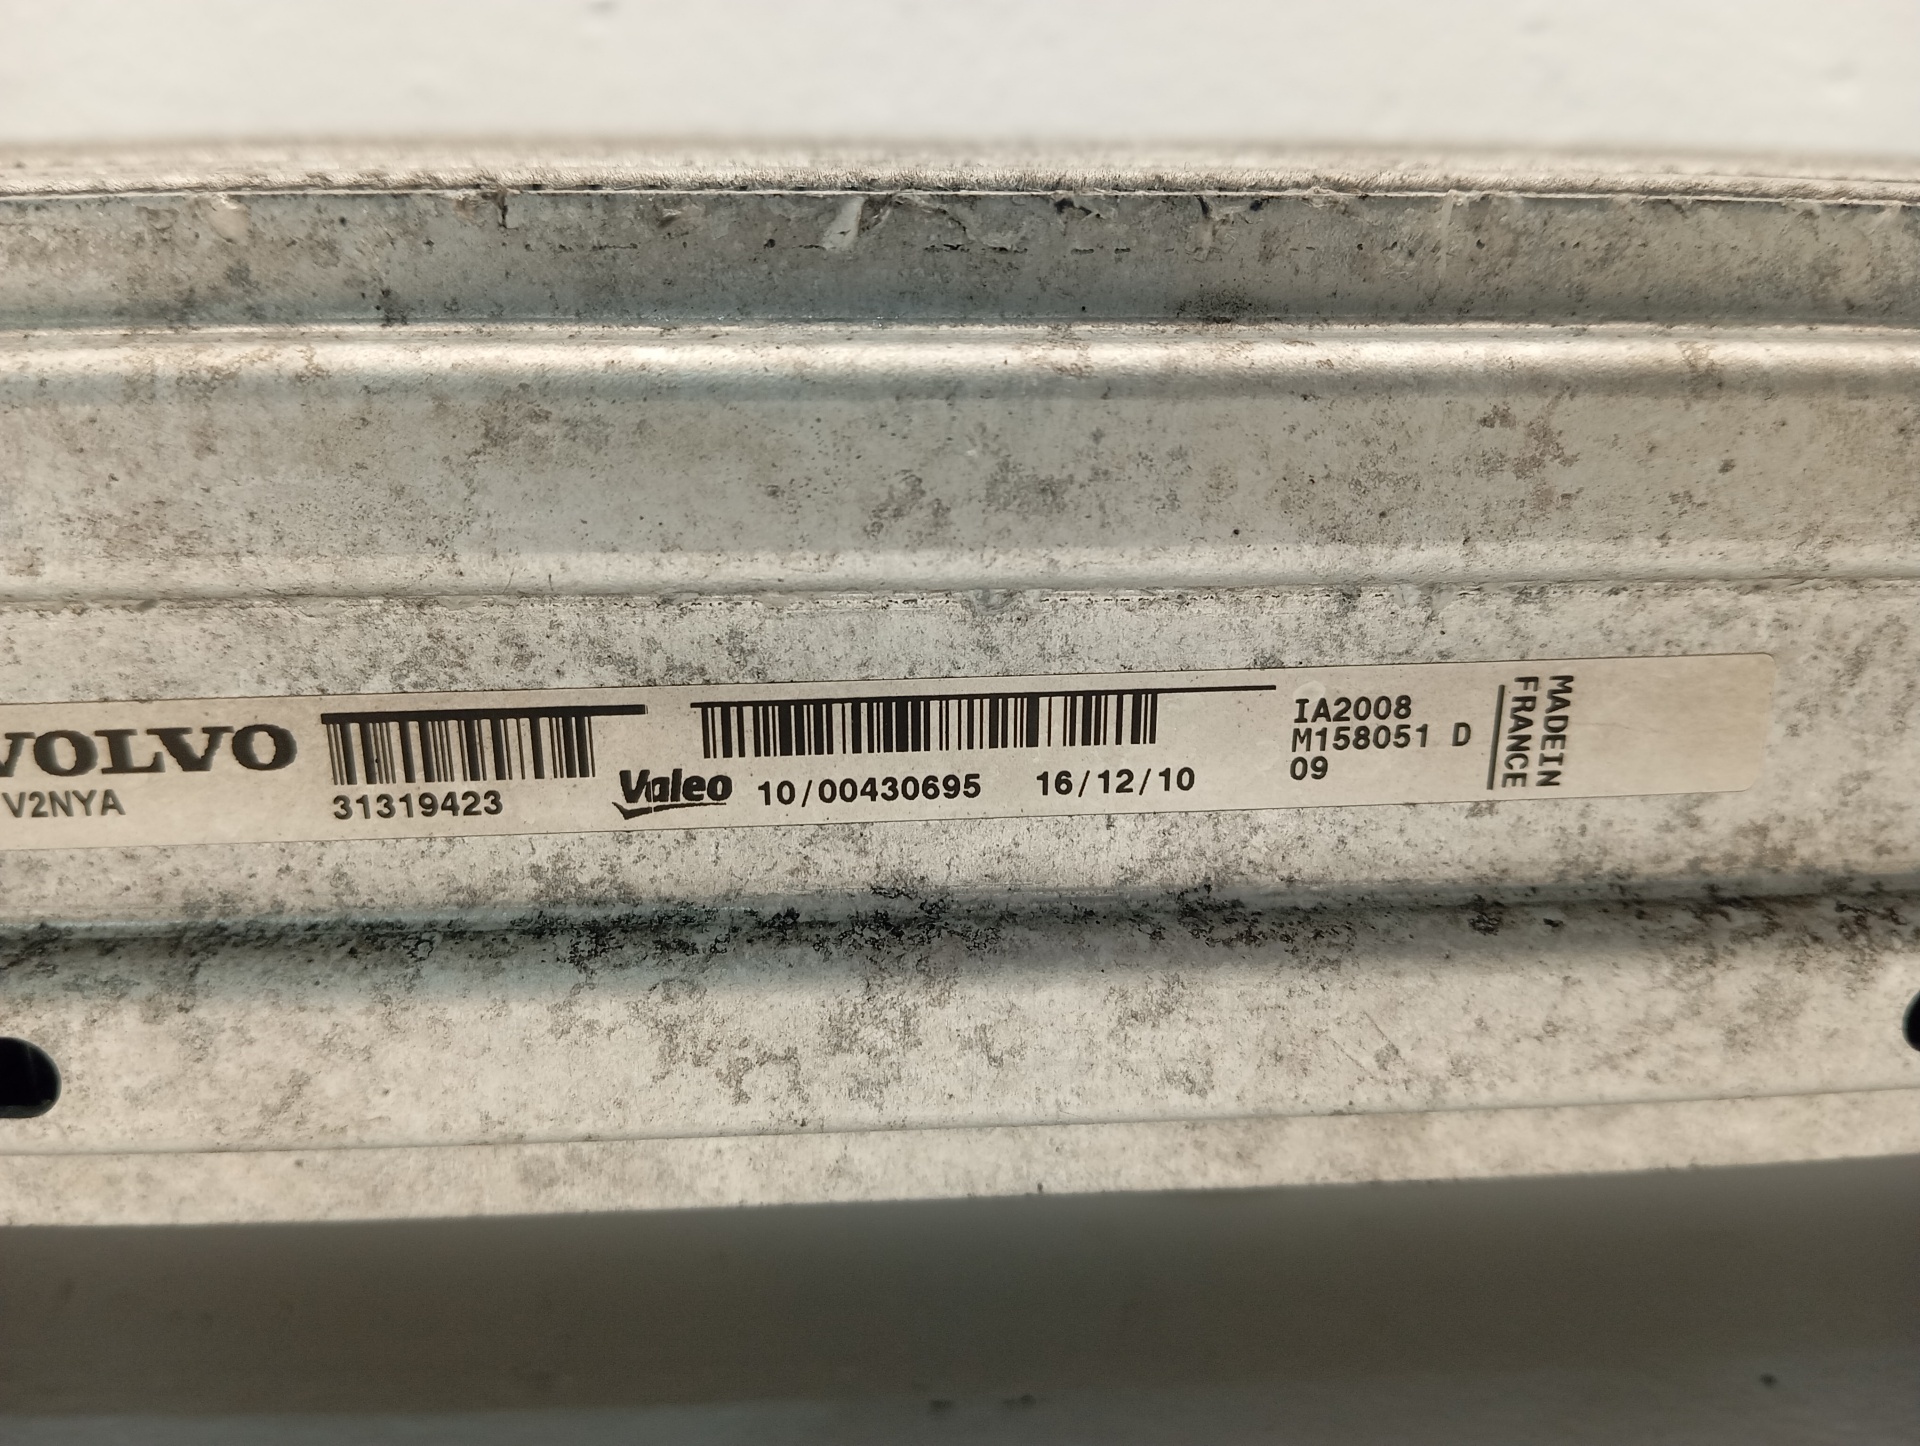 VOLVO
V2NYA
31319423
Valeo 10/00430695 16/12/10
IA2008
M158051 D
09
MADEIN
FRANCE